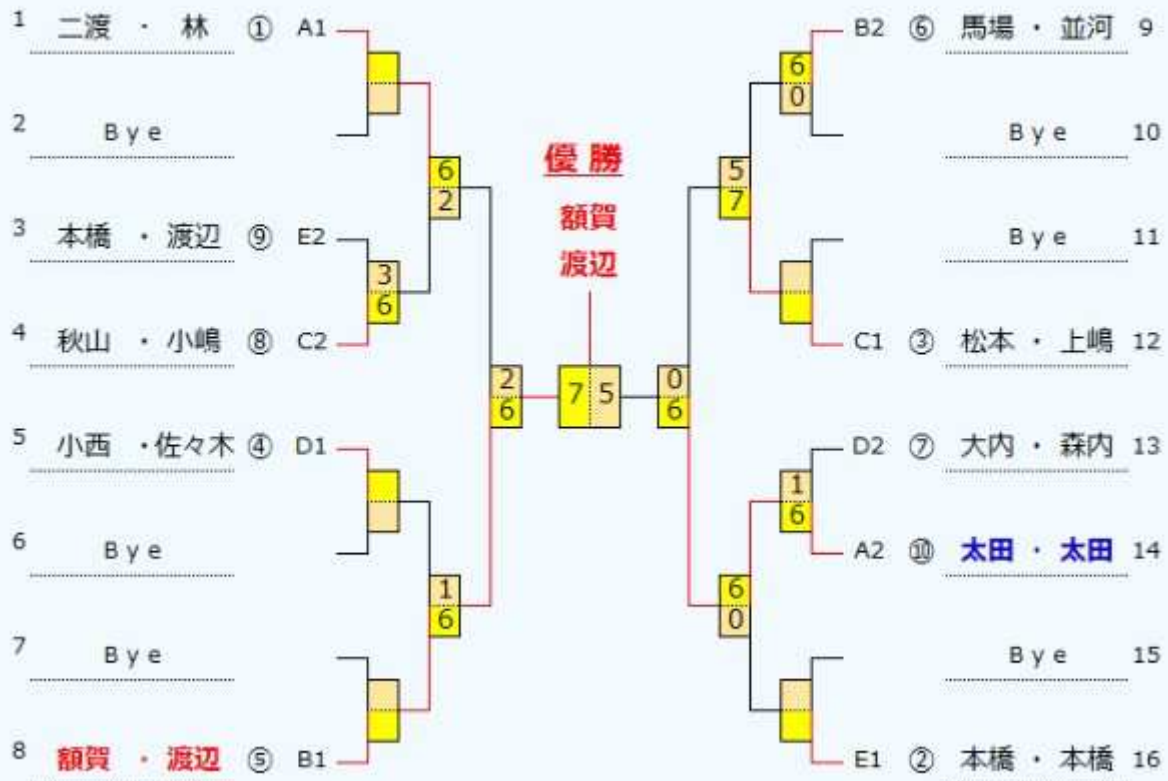 1 二渡 ・ 林 ① A1
B2 ⑥ 馬場 ・ 並河 9
6
0
2 Bye
Bye 10
優勝
6
2
5
7
額賀
渡辺
3 本橋 ・ 渡辺 ⑨ E2
Bye 11
3
6
4 秋山 ・ 小嶋 ⑧ C2
C1 ③ 松本 ・ 上嶋 12
2
6
7 5
0
6
5 小西 ・佐々木 ④ D1
D2 ⑦ 大内 ・ 森内 13
1
6
6 Bye
A2 ⑩ 太田 ・ 太田 14
1
6
6
0
7 Bye
Bye 15
8 額賀 ・ 渡辺 ⑤ B1
E1 ② 本橋 ・ 本橋 16